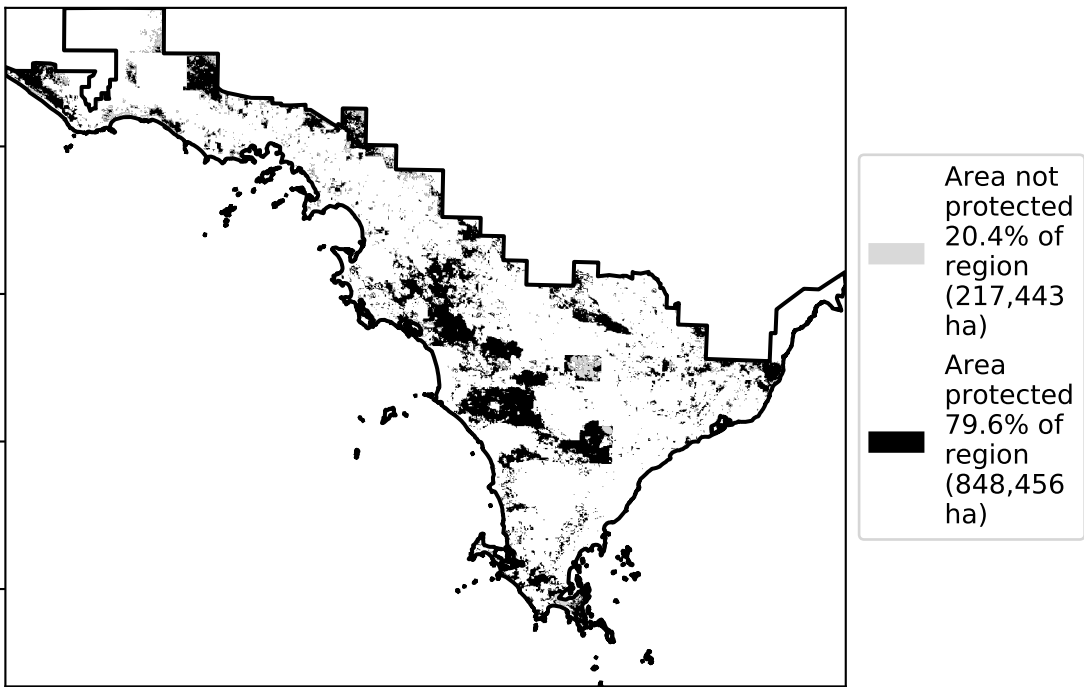 Area not
protected
20.4% of
region
(217,443
ha)
Area
protected
79.6% of
region
(848,456
ha)